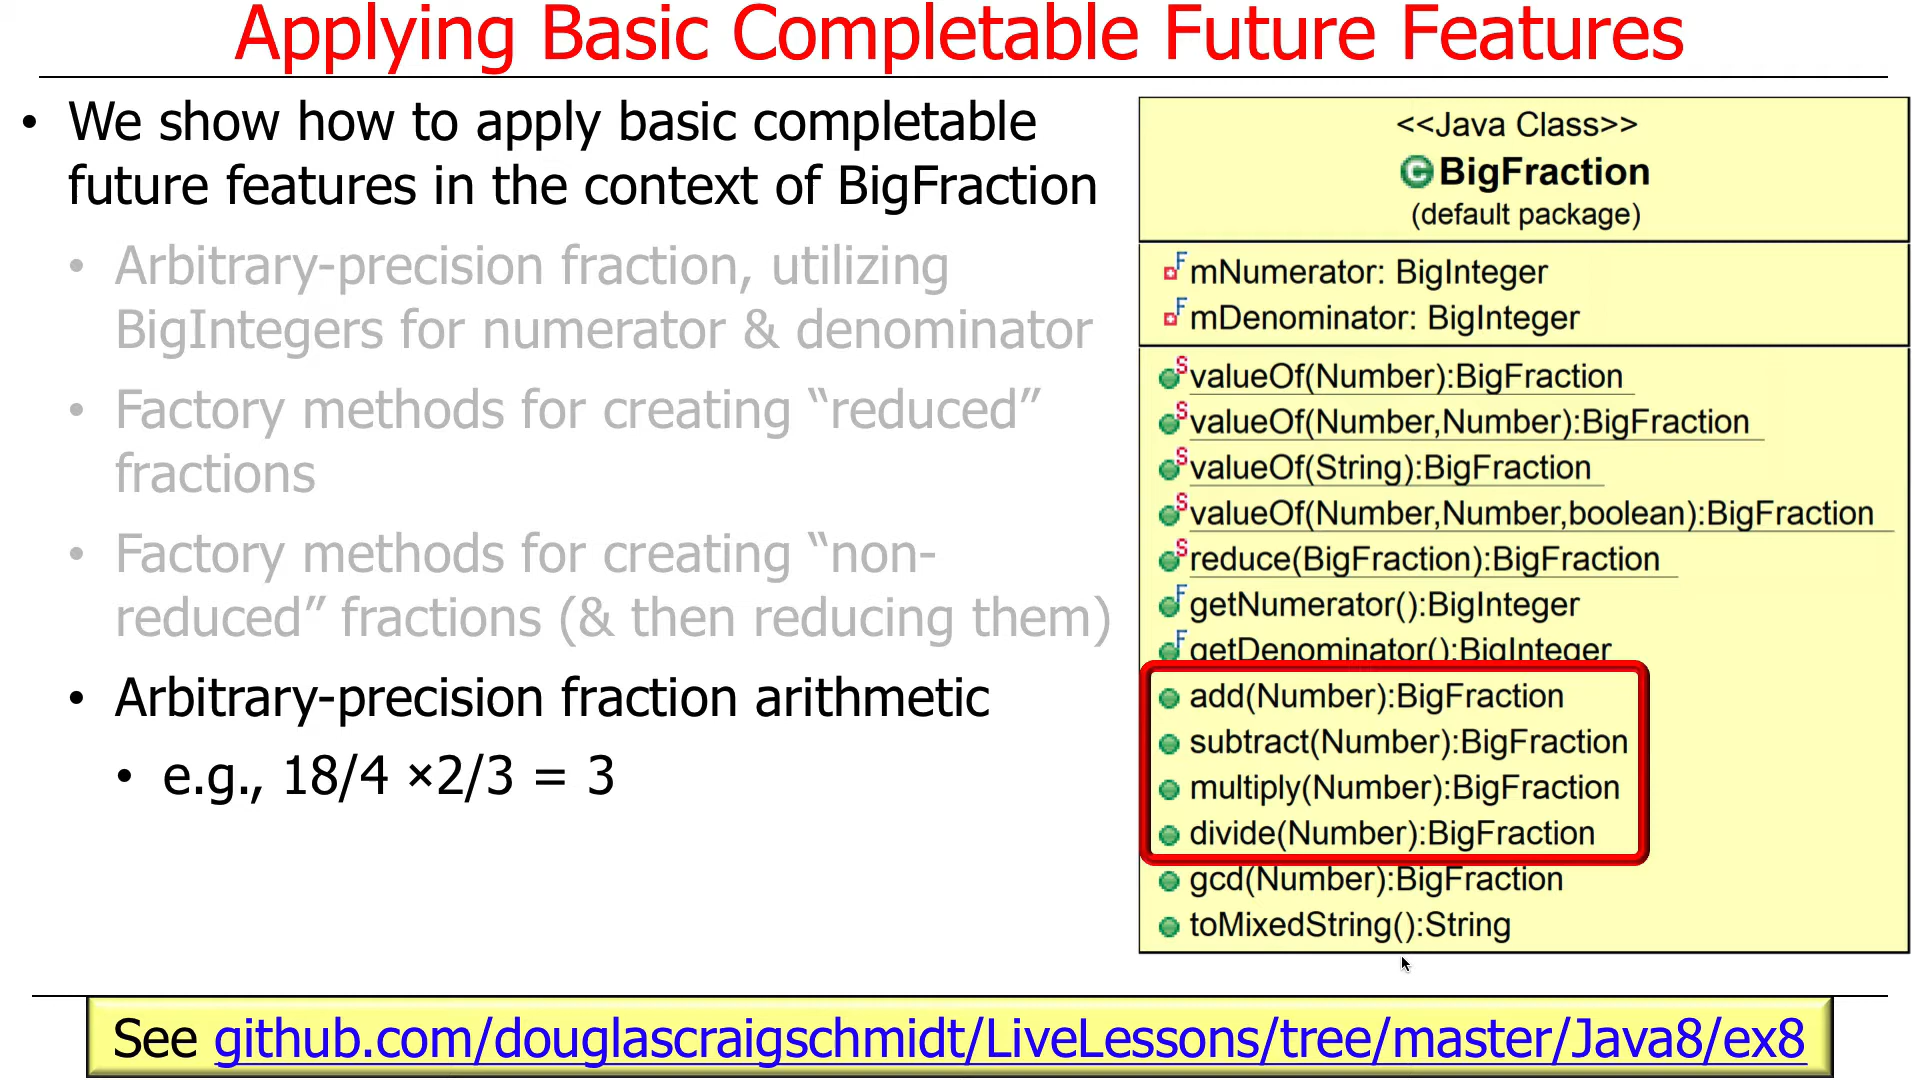 Applying Basic Completable Future Features
• We show how to apply basic completable
future features in the context of BigFraction
• Arbitrary-precision fraction, utilizing
BigIntegers for numerator & denominator
• Factory methods for creating “reduced”
fractions
• Factory methods for creating “non-
reduced” fractions (& then reducing them)
• Arbitrary-precision fraction arithmetic
• e.g., 18/4 ×2/3 = 3
<<Java Class>>
C BigFraction
(default package)
F mNumerator: BigInteger
F mDenominator: BigInteger
S valueOf(Number):BigFraction
S valueOf(Number,Number):BigFraction
S valueOf(String):BigFraction
S valueOf(Number,Number,boolean):BigFraction
S reduce(BigFraction):BigFraction
F getNumerator():BigInteger
F getDenominator():BigInteger
add(Number):BigFraction
subtract(Number):BigFraction
multiply(Number):BigFraction
divide(Number):BigFraction
gcd(Number):BigFraction
toMixedString():String
See github.com/douglascraigschmidt/LiveLessons/tree/master/Java8/ex8